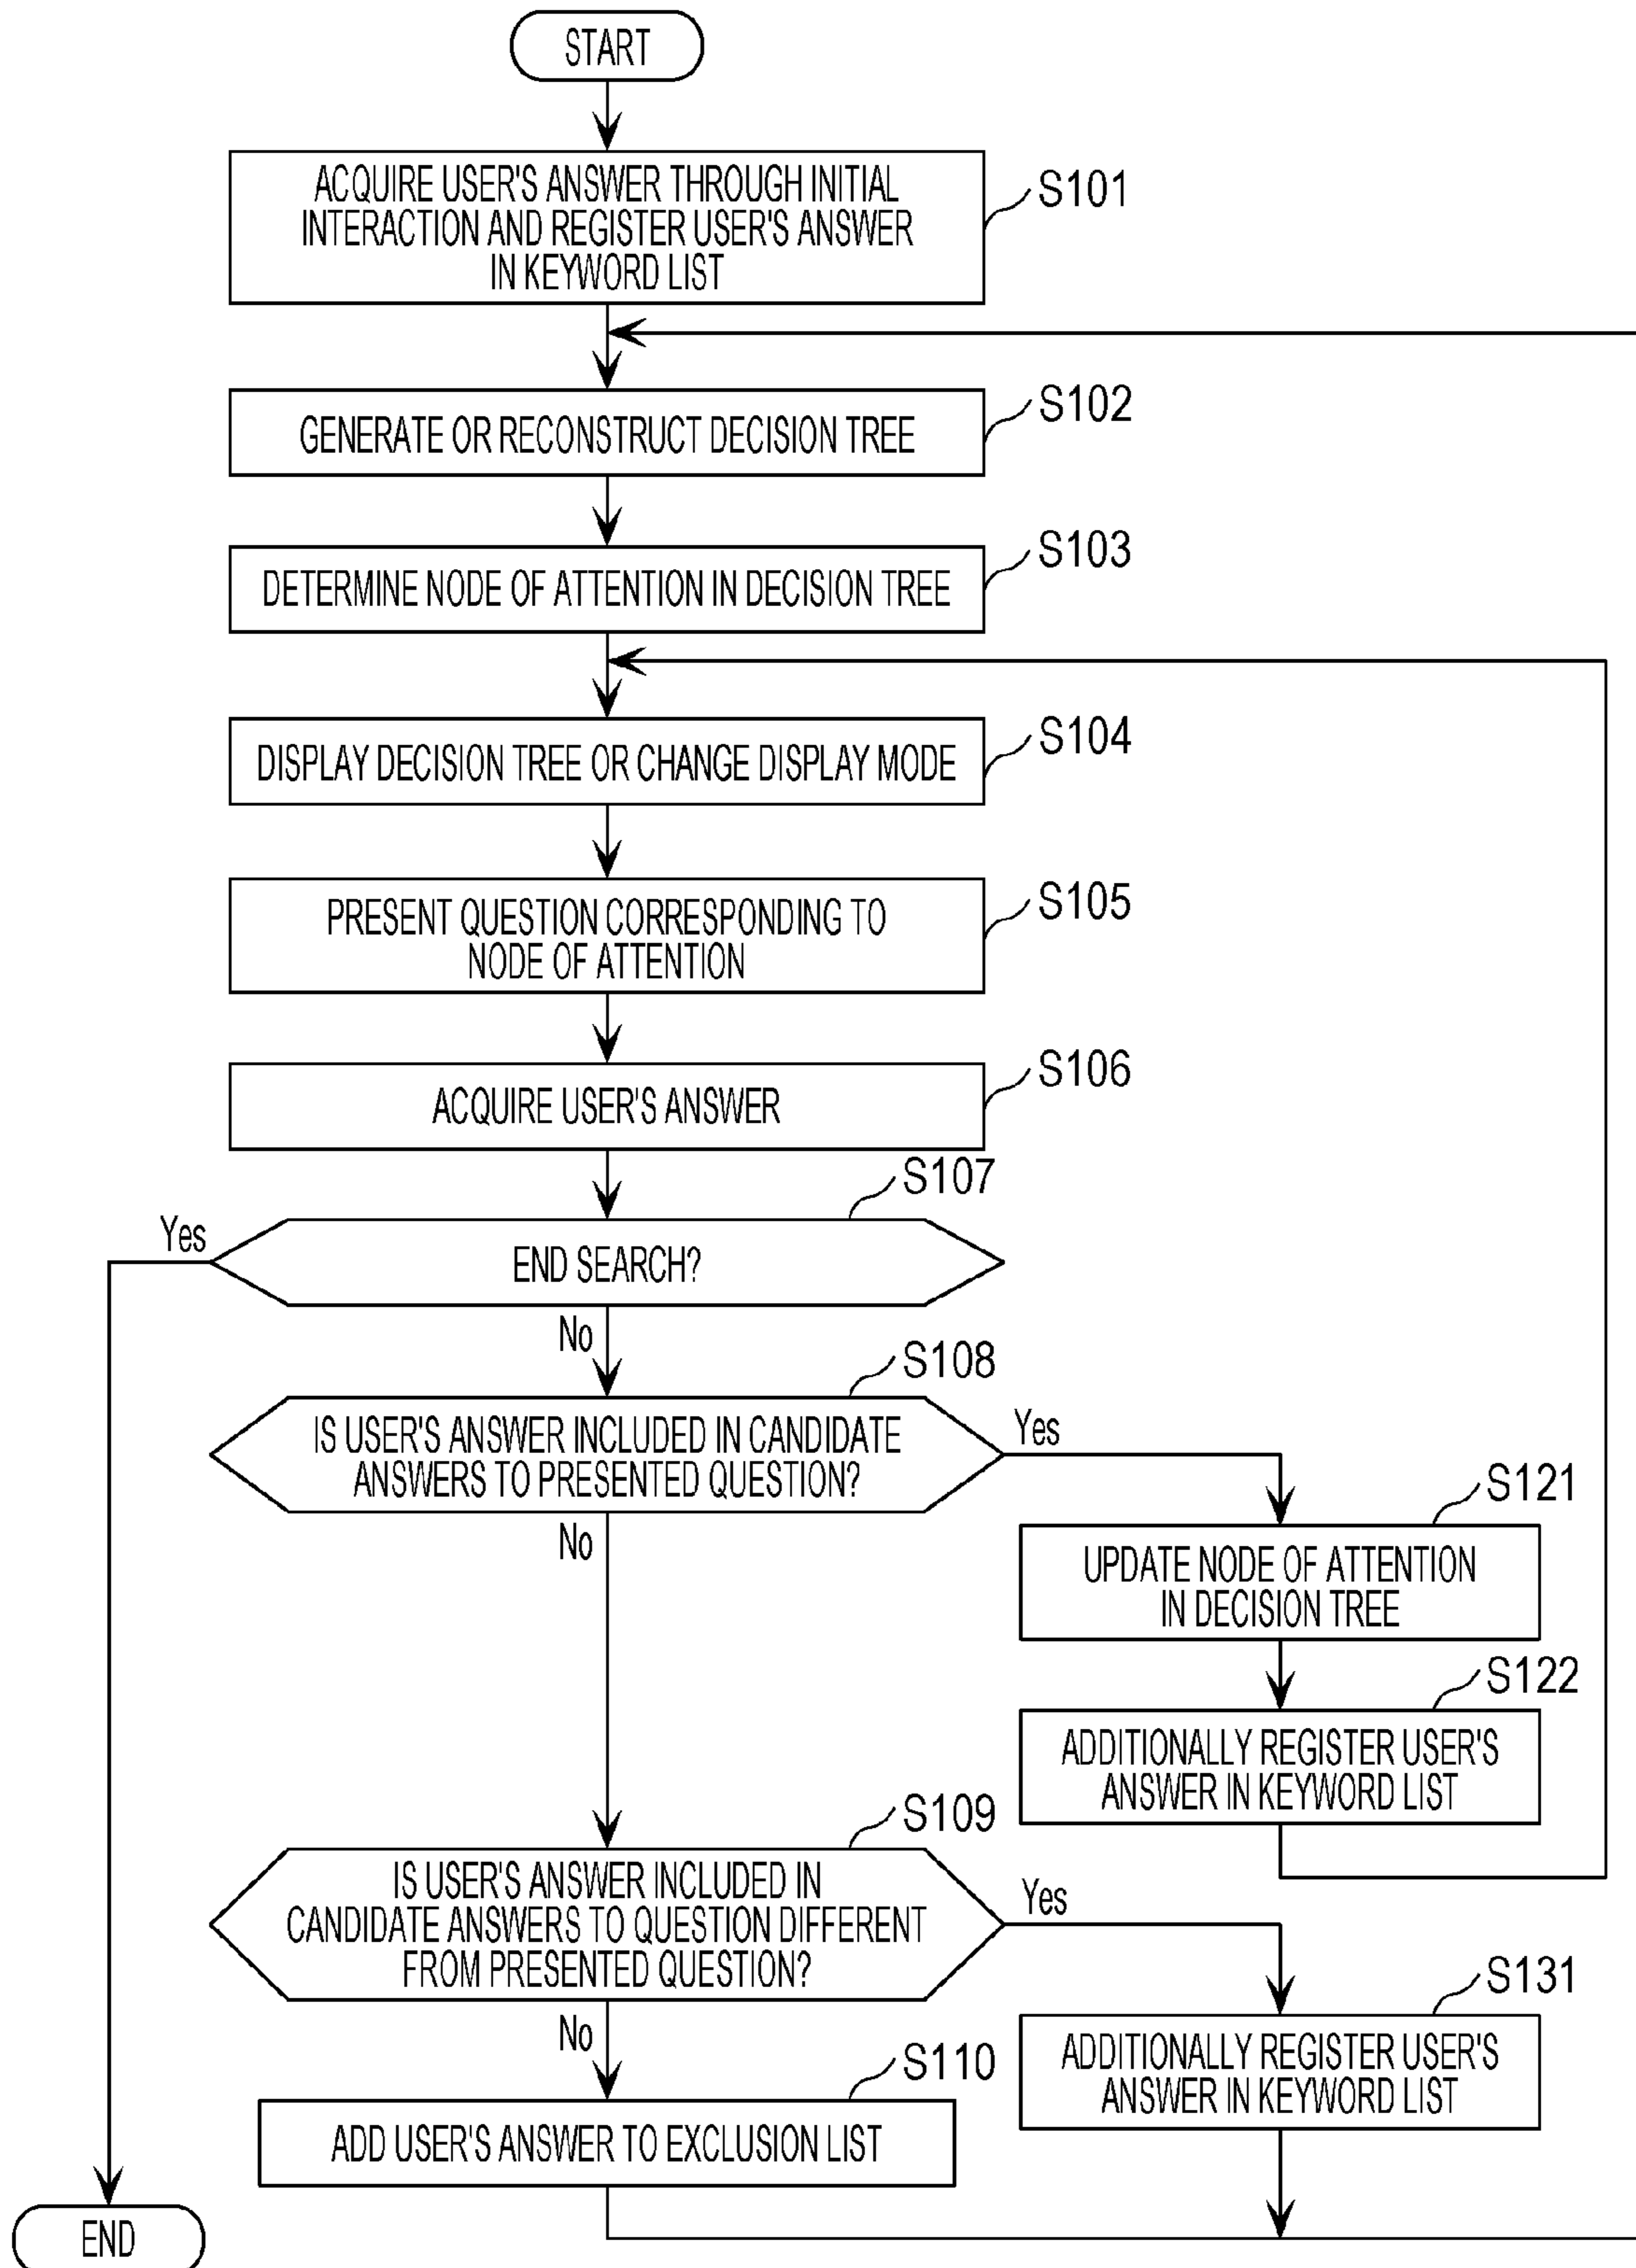 START
ACQUIRE USER'S ANSWER THROUGH INITIAL
INTERACTION AND REGISTER USER'S ANSWER
IN KEYWORD LIST
S101
GENERATE OR RECONSTRUCT DECISION TREE
S102
DETERMINE NODE OF ATTENTION IN DECISION TREE
S103
DISPLAY DECISION TREE OR CHANGE DISPLAY MODE
S104
PRESENT QUESTION CORRESPONDING TO
NODE OF ATTENTION
S105
ACQUIRE USER'S ANSWER
S106
S107
Yes
END SEARCH?
No
S108
IS USER'S ANSWER INCLUDED IN CANDIDATE
ANSWERS TO PRESENTED QUESTION?
Yes
No
S121
UPDATE NODE OF ATTENTION
IN DECISION TREE
S122
ADDITIONALLY REGISTER USER'S
ANSWER IN KEYWORD LIST
S109
IS USER'S ANSWER INCLUDED IN
CANDIDATE ANSWERS TO QUESTION DIFFERENT
FROM PRESENTED QUESTION?
Yes
No
S131
ADDITIONALLY REGISTER USER'S
ANSWER IN KEYWORD LIST
S110
ADD USER'S ANSWER TO EXCLUSION LIST
END